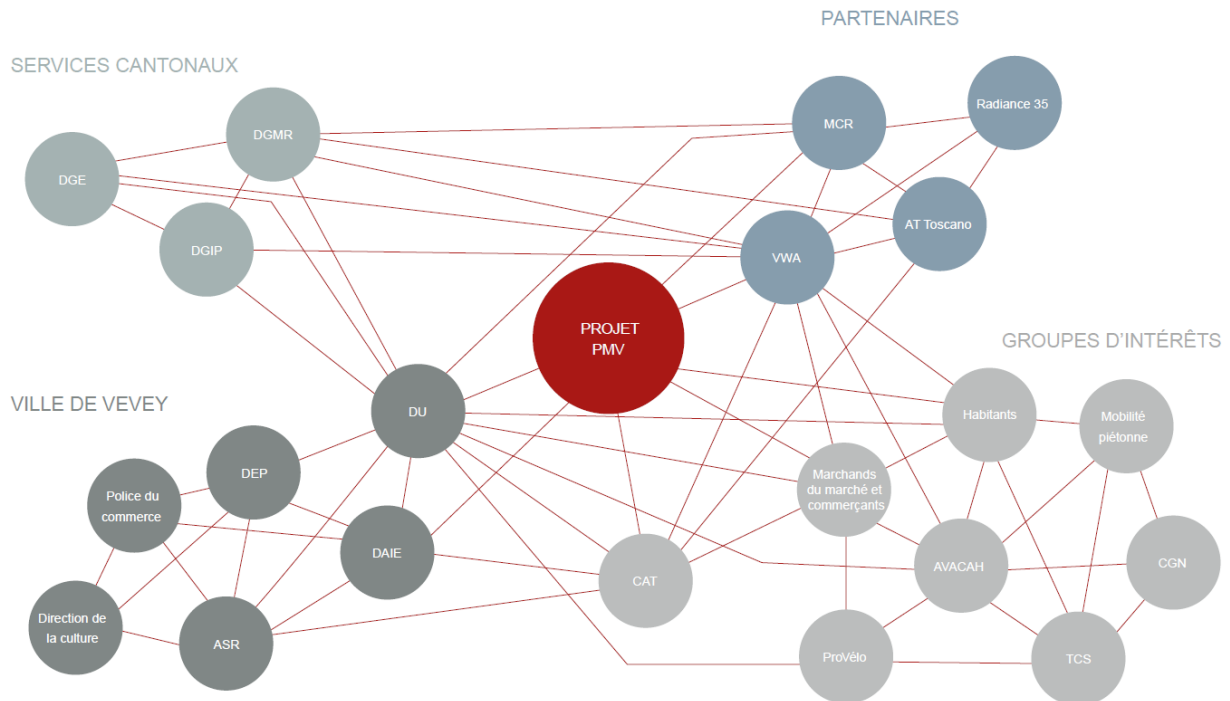 PARTENAIRES
SERVICES CANTONAUX
Radiance 35
MCR
DGMR
DGE
AT Toscano
DGIP
VWA
PROJET
PMV
GROUPES D'INTÉRÊTS
VILLE DE VEVEY
DU
Habitants
Mobilité
piétonne
DEP
Marchands
du marché et
commerçants
Police du
commerce
DAIE
CAT
AVACAH
CGN
Direction de
la culture
ASR
ProVélo
TCS